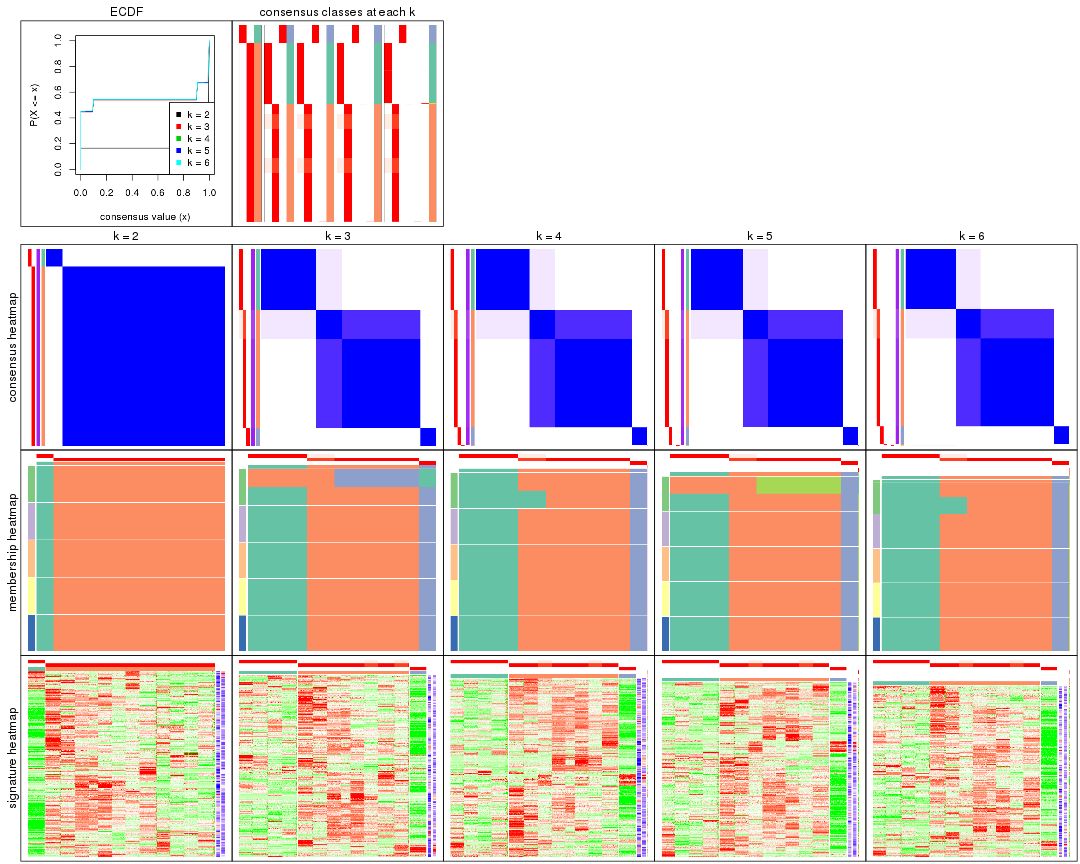 ECDF
consensus classes at each k
P(X <= x)
1.0
0.8
0.6
0.4
0.2
0.0
k = 2
k = 3
k = 4
k = 5
k = 6
0.0 0.2 0.4 0.6 0.8 1.0
consensus value (x)
k = 2
k = 3
k = 4
k = 5
k = 6
consensus heatmap
membership heatmap
signature heatmap